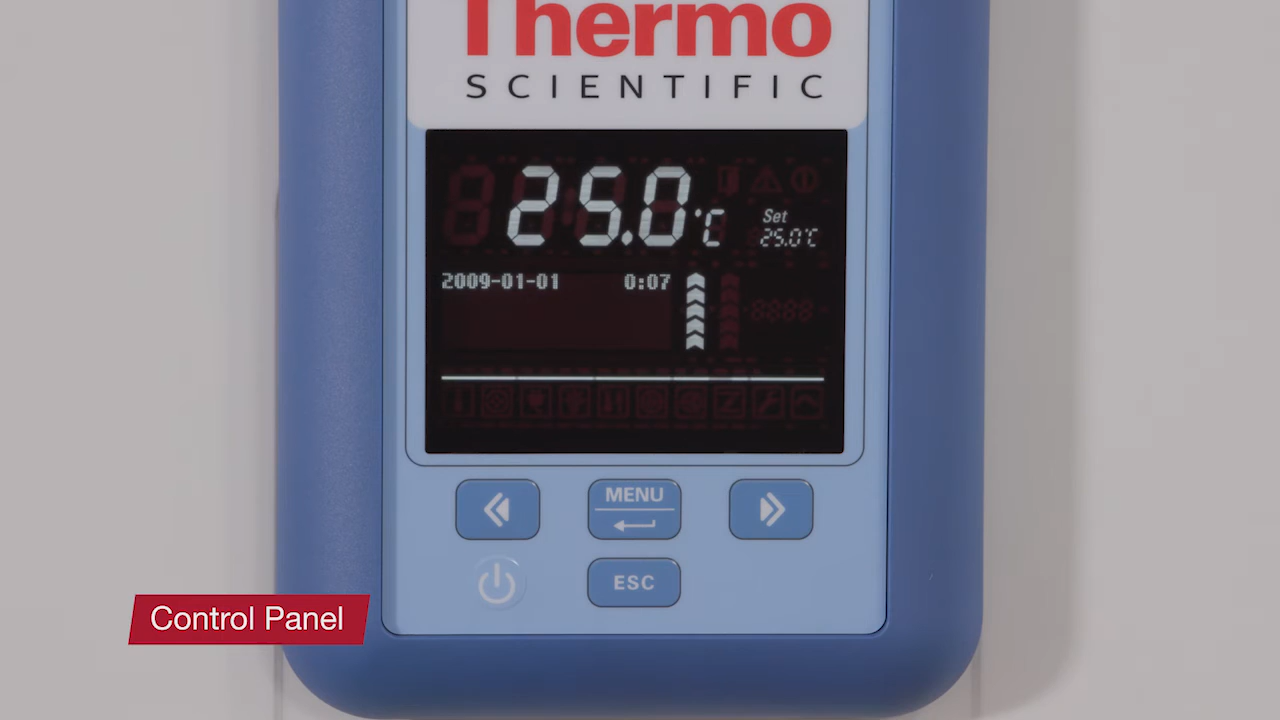 Thermo
SCIENTIFIC
25.0°C
Set
25.0°C
2009-01-01 0:07
MENU
ESC
Control Panel